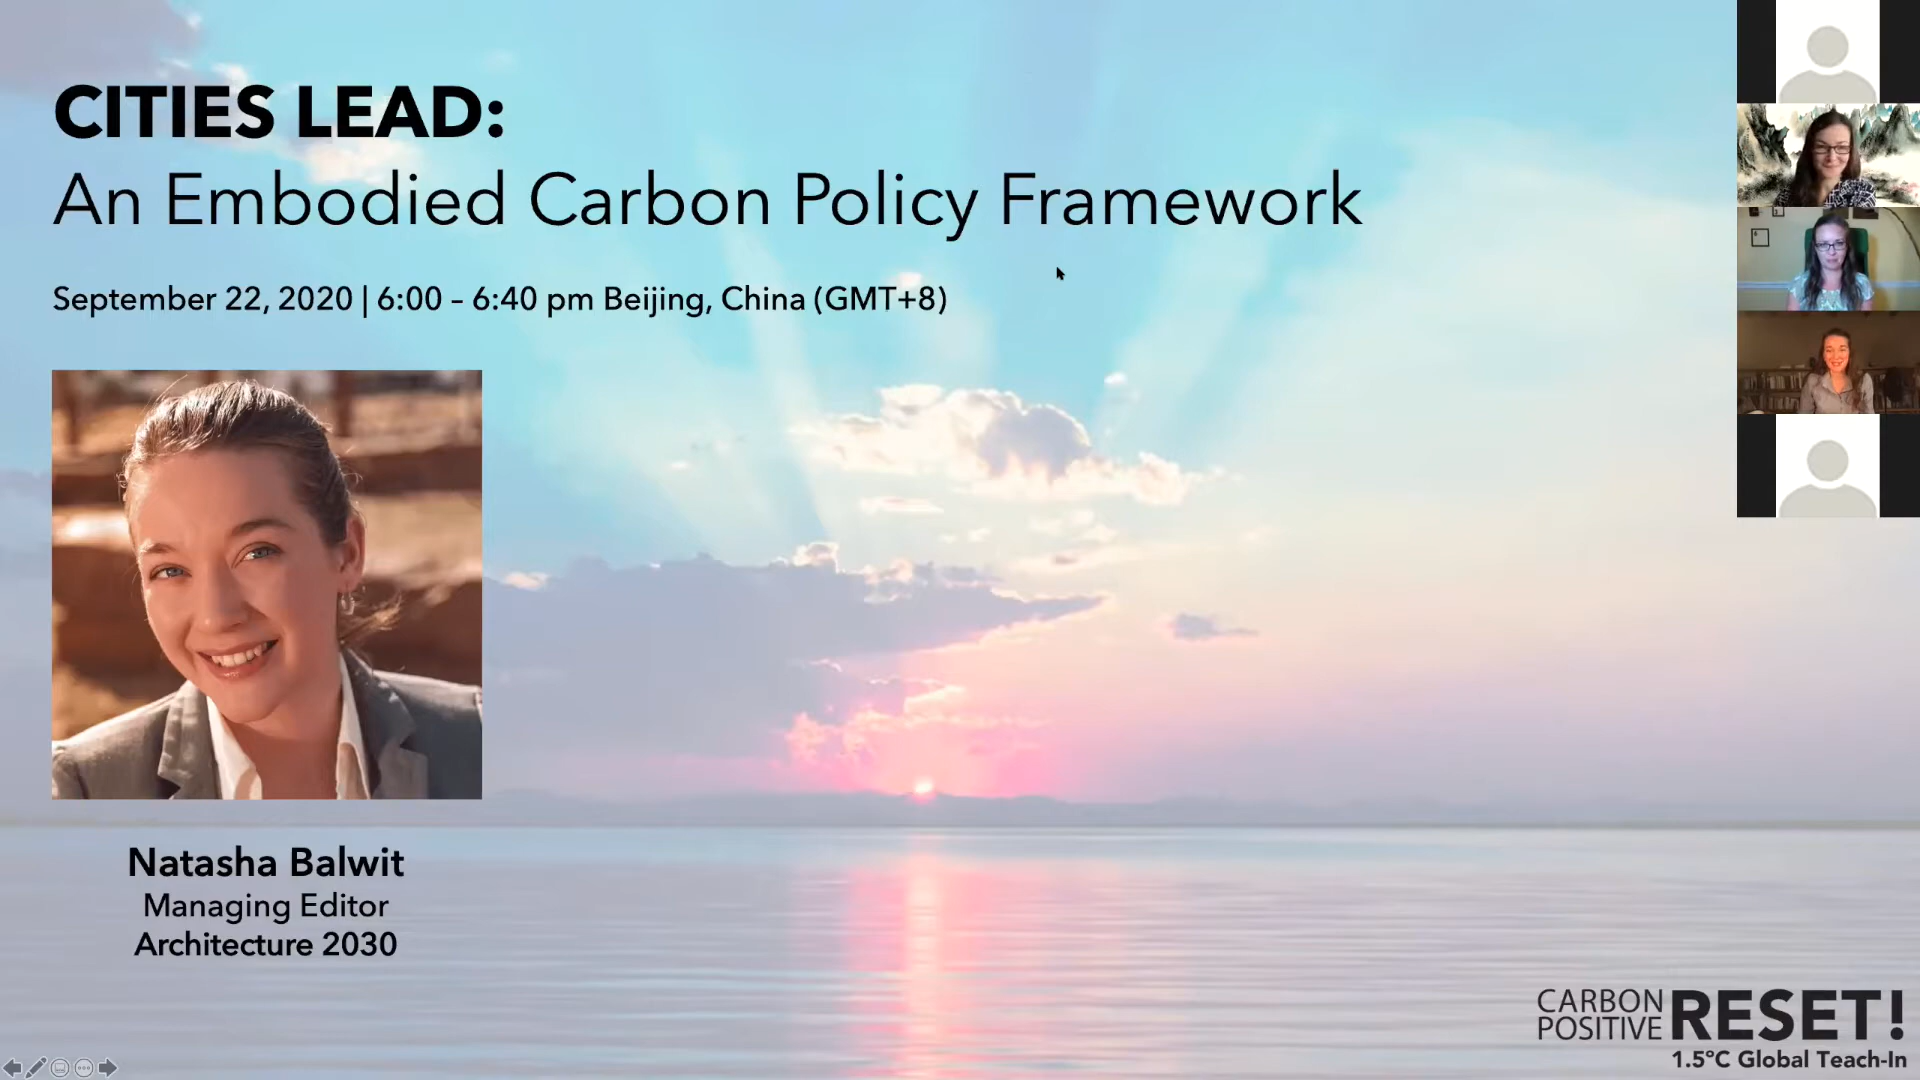 CITIES LEAD:
An Embodied Carbon Policy Framework
September 22, 2020 | 6:00 – 6:40 pm Beijing, China (GMT+8)
Natasha Balwit
Managing Editor
Architecture 2030
CARBON
POSITIVE RESET!
1.5°C Global Teach-In